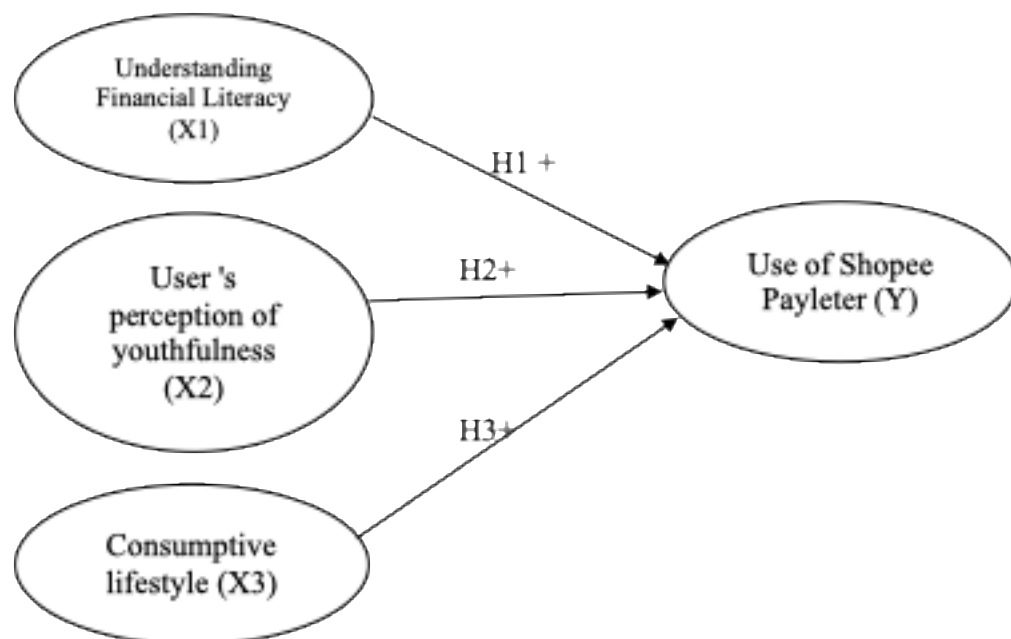 Understanding
Financial Literacy
(X1)
H1 +
User 's
perception of
youthfulness
(X2)
H2+
Use of Shopee
Payleter (Y)
H3+
Consumptive
lifestyle (X3)